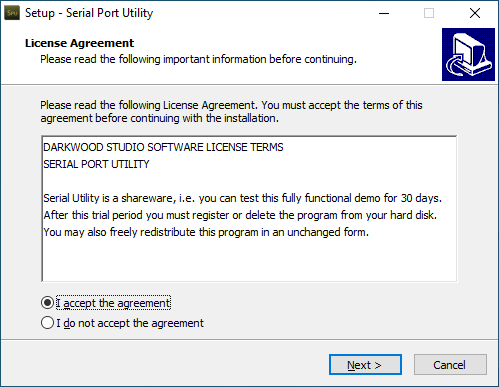 SPU Setup - Serial Port Utility
License Agreement
Please read the following important information before continuing.
Please read the following License Agreement. You must accept the terms of this
agreement before continuing with the installation.
DARKWOOD STUDIO SOFTWARE LICENSE TERMS
SERIAL PORT UTILITY
Serial Utility is a shareware, i.e. you can test this fully functional demo for 30 days.
After this trial period you must register or delete the program from your hard disk.
You may also freely redistribute this program in an unchanged form.
I accept the agreement
I do not accept the agreement
Next >
Cancel